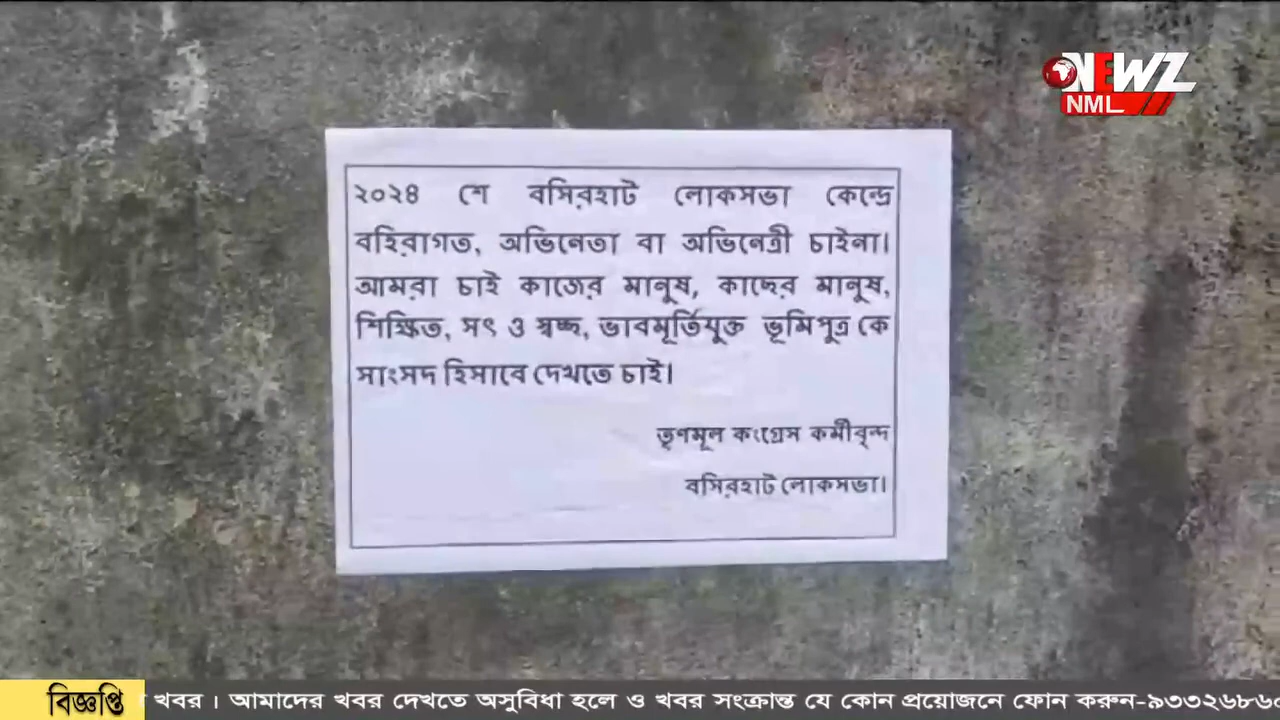 NEWZ
NML
২০২৪ শে বসিরহাট লোকসভা কেন্দ্রে
বহিরাগত, অভিনেতা বা অভিনেত্রী চাইনা।
আমরা চাই কাজের মানুষ, কাছের মানুষ,
শিক্ষিত, সৎ ও স্বচ্ছ, ভাবমূর্তিযুক্ত ভূমিপুত্র কে
সাংসদ হিসাবে দেখতে চাই।
তৃণমূল কংগ্রেস কর্মীবৃন্দ
বসিরহাট লোকসভা।
বিজ্ঞপ্তি খবর । আমাদের খবর দেখতে অসুবিধা হলে ও খবর সংক্রান্ত যে কোন প্রয়োজনে ফোন করুন-৯৩৩২৬৮৬